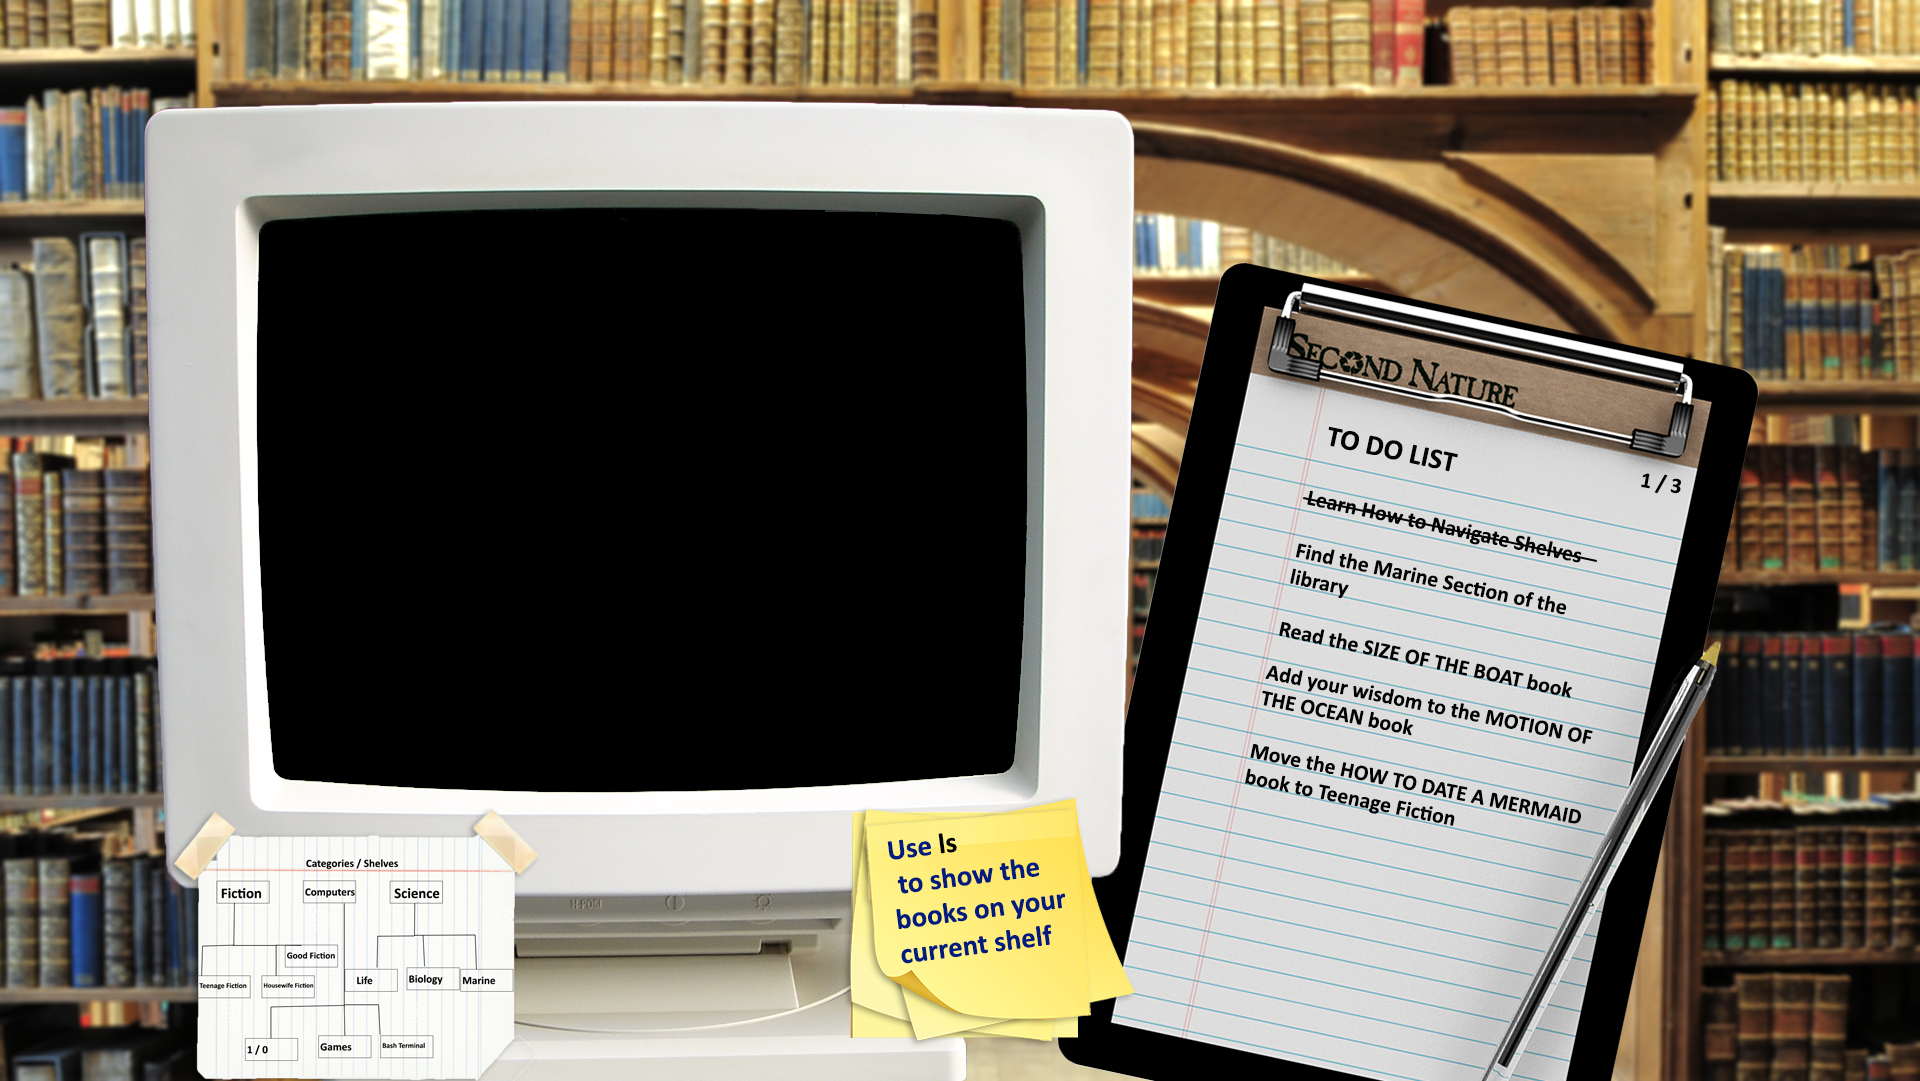 SECOND NATURE
TO DO LIST
1 / 3
Learn How to Navigate Shelves
Find the Marine Section of the
library
Read the SIZE OF THE BOAT book
Add your wisdom to the MOTION OF
THE OCEAN book
Move the HOW TO DATE A MERMAID
book to Teenage Fiction
Use ls
to show the
books on your
current shelf
Categories / Shelves
Fiction
Computers
Science
Good Fiction
Teenage Fiction
Housewife Fiction
Life
Biology
Marine
1 / 0
Games
Bash Terminal